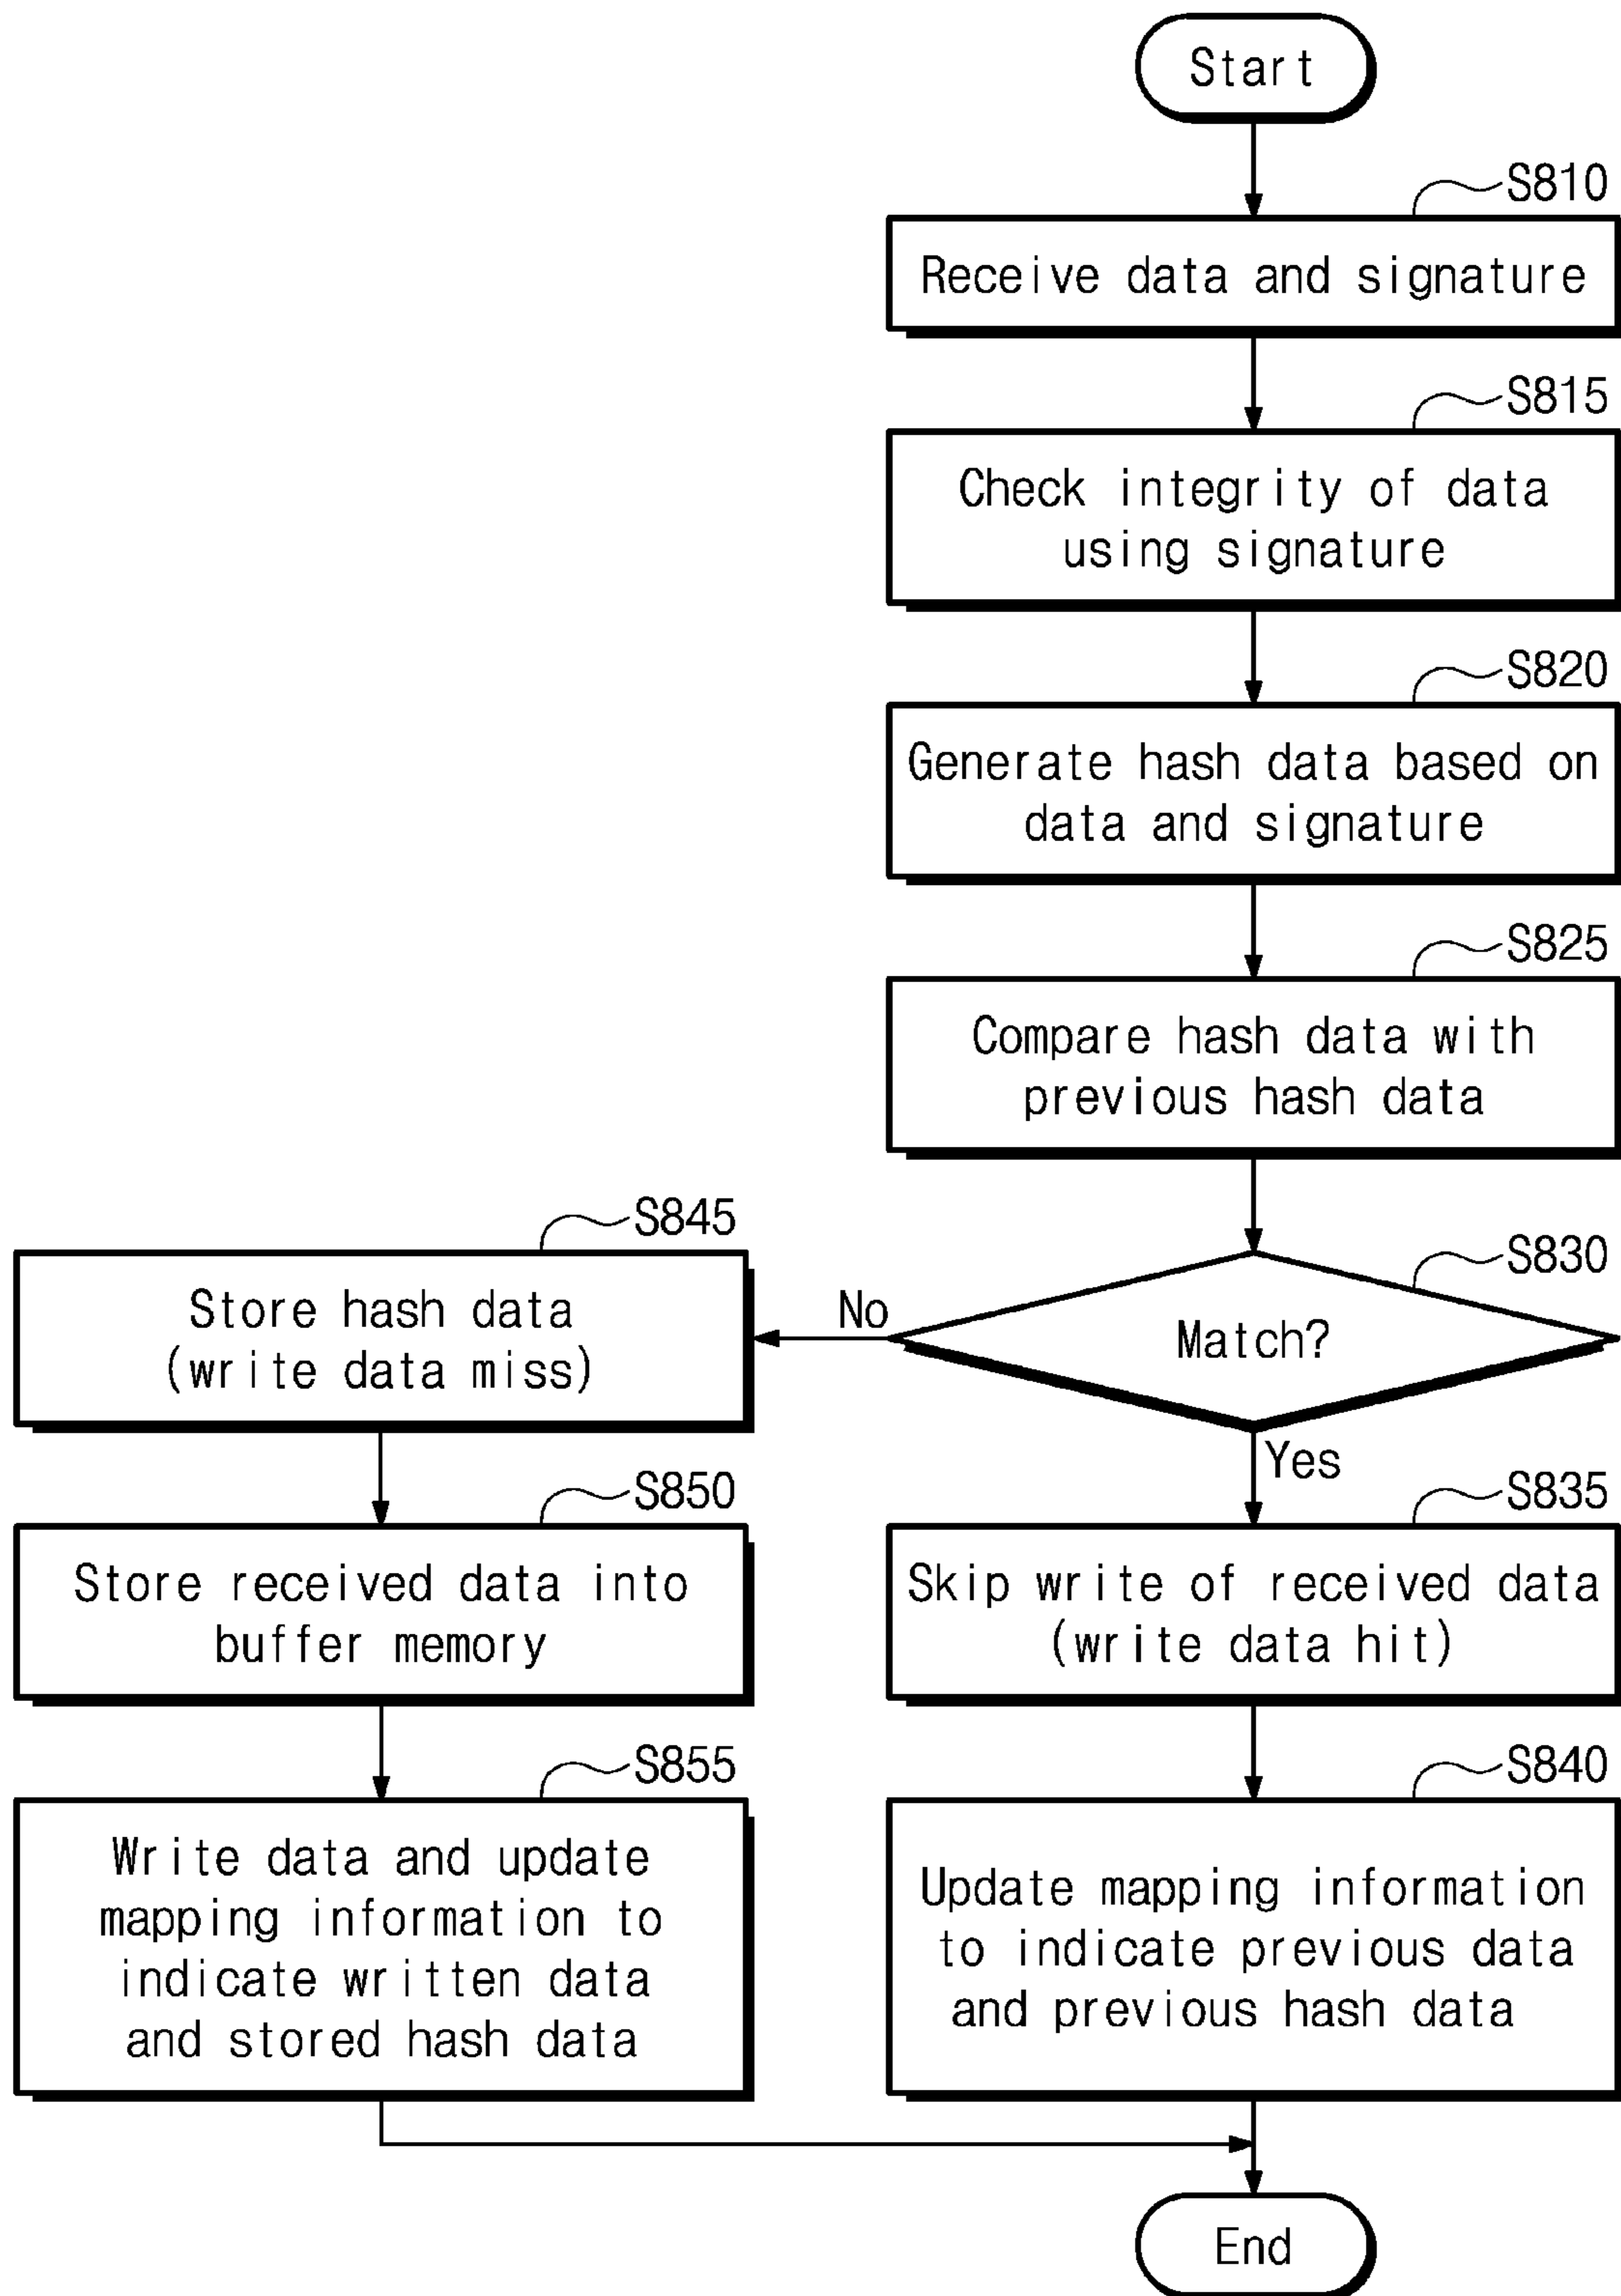 Start
S810
Receive data and signature
S815
Check integrity of data
using signature
S820
Generate hash data based on
data and signature
S825
Compare hash data with
previous hash data
S830
Match?
No
Yes
S845
Store hash data
(write data miss)
S850
Store received data into
buffer memory
S855
Write data and update
mapping information to
indicate written data
and stored hash data
S835
Skip write of received data
(write data hit)
S840
Update mapping information
to indicate previous data
and previous hash data
End